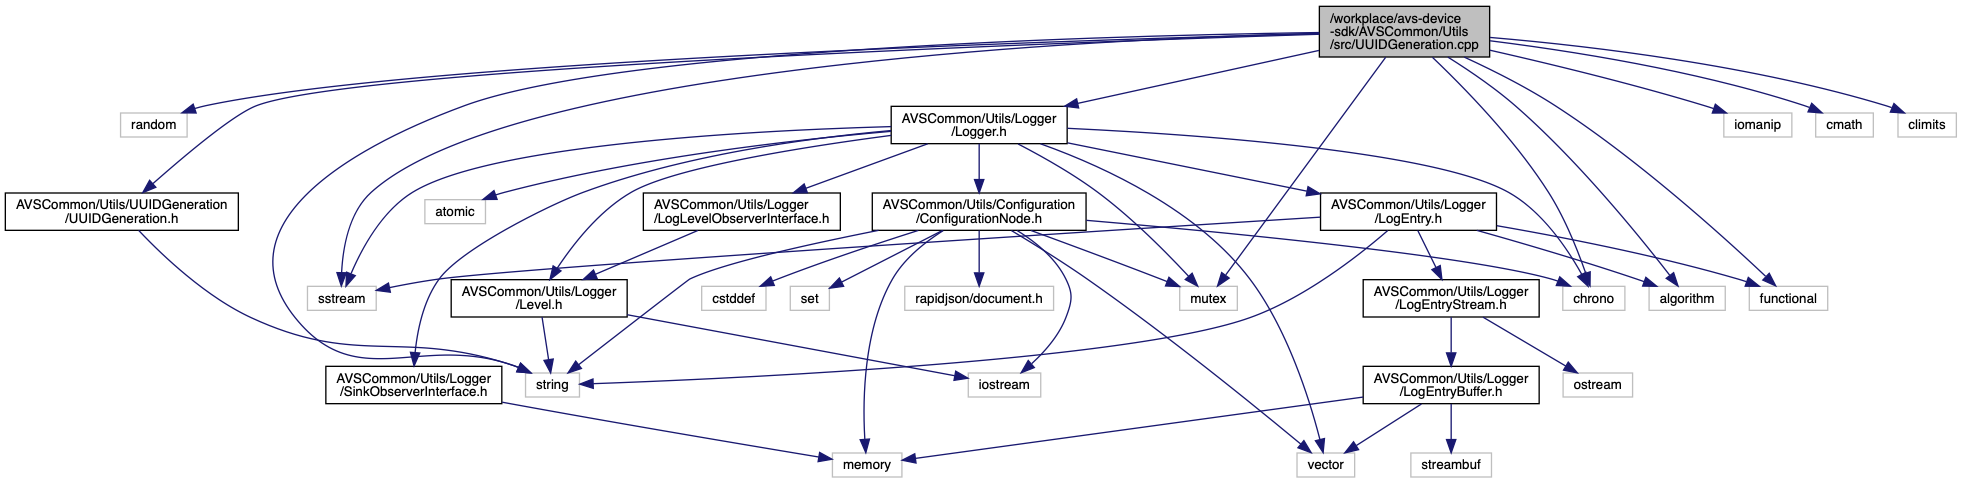 /workplace/avs-device
-sdk/AVSCommon/Utils
/src/UUIDGeneration.cpp
random
AVSCommon/Utils/Logger
/Logger.h
iomanip
cmath
climits
AVSCommon/Utils/UUIDGeneration
/UUIDGeneration.h
atomic
AVSCommon/Utils/Logger
/LogLevelObserverInterface.h
AVSCommon/Utils/Configuration
/ConfigurationNode.h
AVSCommon/Utils/Logger
/LogEntry.h
sstream
AVSCommon/Utils/Logger
/Level.h
cstddef
set
rapidjson/document.h
mutex
AVSCommon/Utils/Logger
/LogEntryStream.h
chrono
algorithm
functional
AVSCommon/Utils/Logger
/SinkObserverInterface.h
string
iostream
AVSCommon/Utils/Logger
/LogEntryBuffer.h
ostream
memory
vector
streambuf